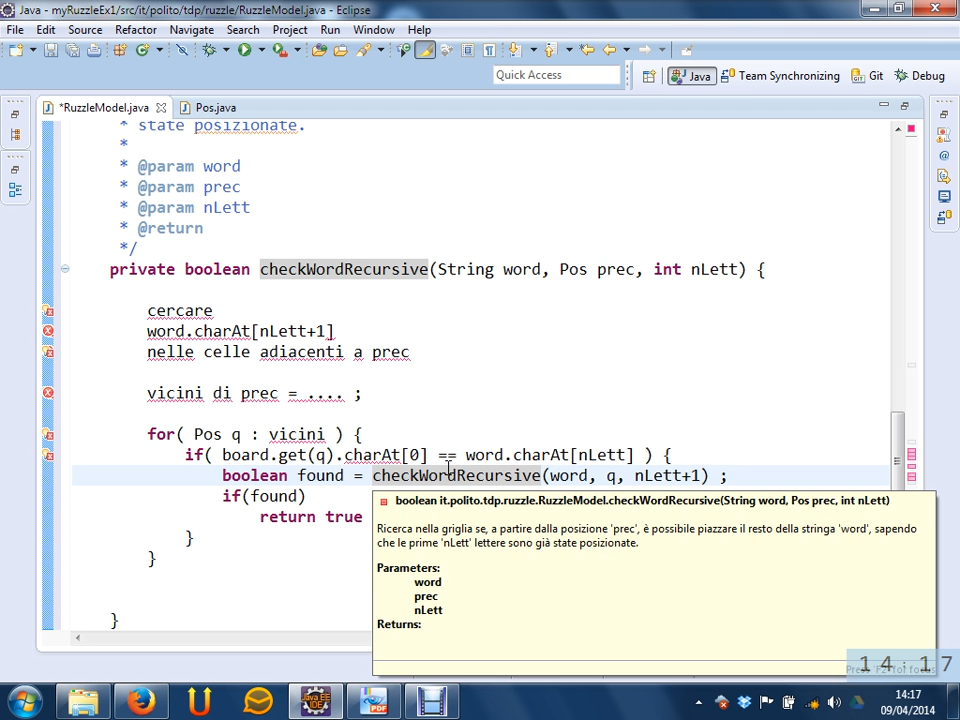 Java - myRuzzleEx1/src/it/polito/tdp/ruzzle/RuzzleModel.java - Eclipse
File Edit Source Refactor Navigate Search Project Run Window Help
Quick Access Java Team Synchronizing Git Debug
*RuzzleModel.java Pos.java
* state posizionate.
*
* @param word
* @param prec
* @param nLett
* @return
*/
private boolean checkWordRecursive(String word, Pos prec, int nLett) {
cercare
word.charAt[nLett+1]
nelle celle adiacenti a prec
vicini di prec = .... ;
for( Pos q : vicini ) {
if( board.get(q).charAt[0] == word.charAt[nLett] ) {
boolean found = checkWordRecursive(word, q, nLett+1) ;
if(found)
return true
}
}
}
boolean it.polito.tdp.ruzzle.RuzzleModel.checkWordRecursive(String word, Pos prec, int nLett)
Ricerca nella griglia se, a partire dalla posizione 'prec', è possibile piazzare il resto della stringa 'word', sapendo
che le prime 'nLett' lettere sono già state posizionate.
Parameters:
word
prec
nLett
Returns:
Press 'F2' for focus
14:17
14:17
09/04/2014